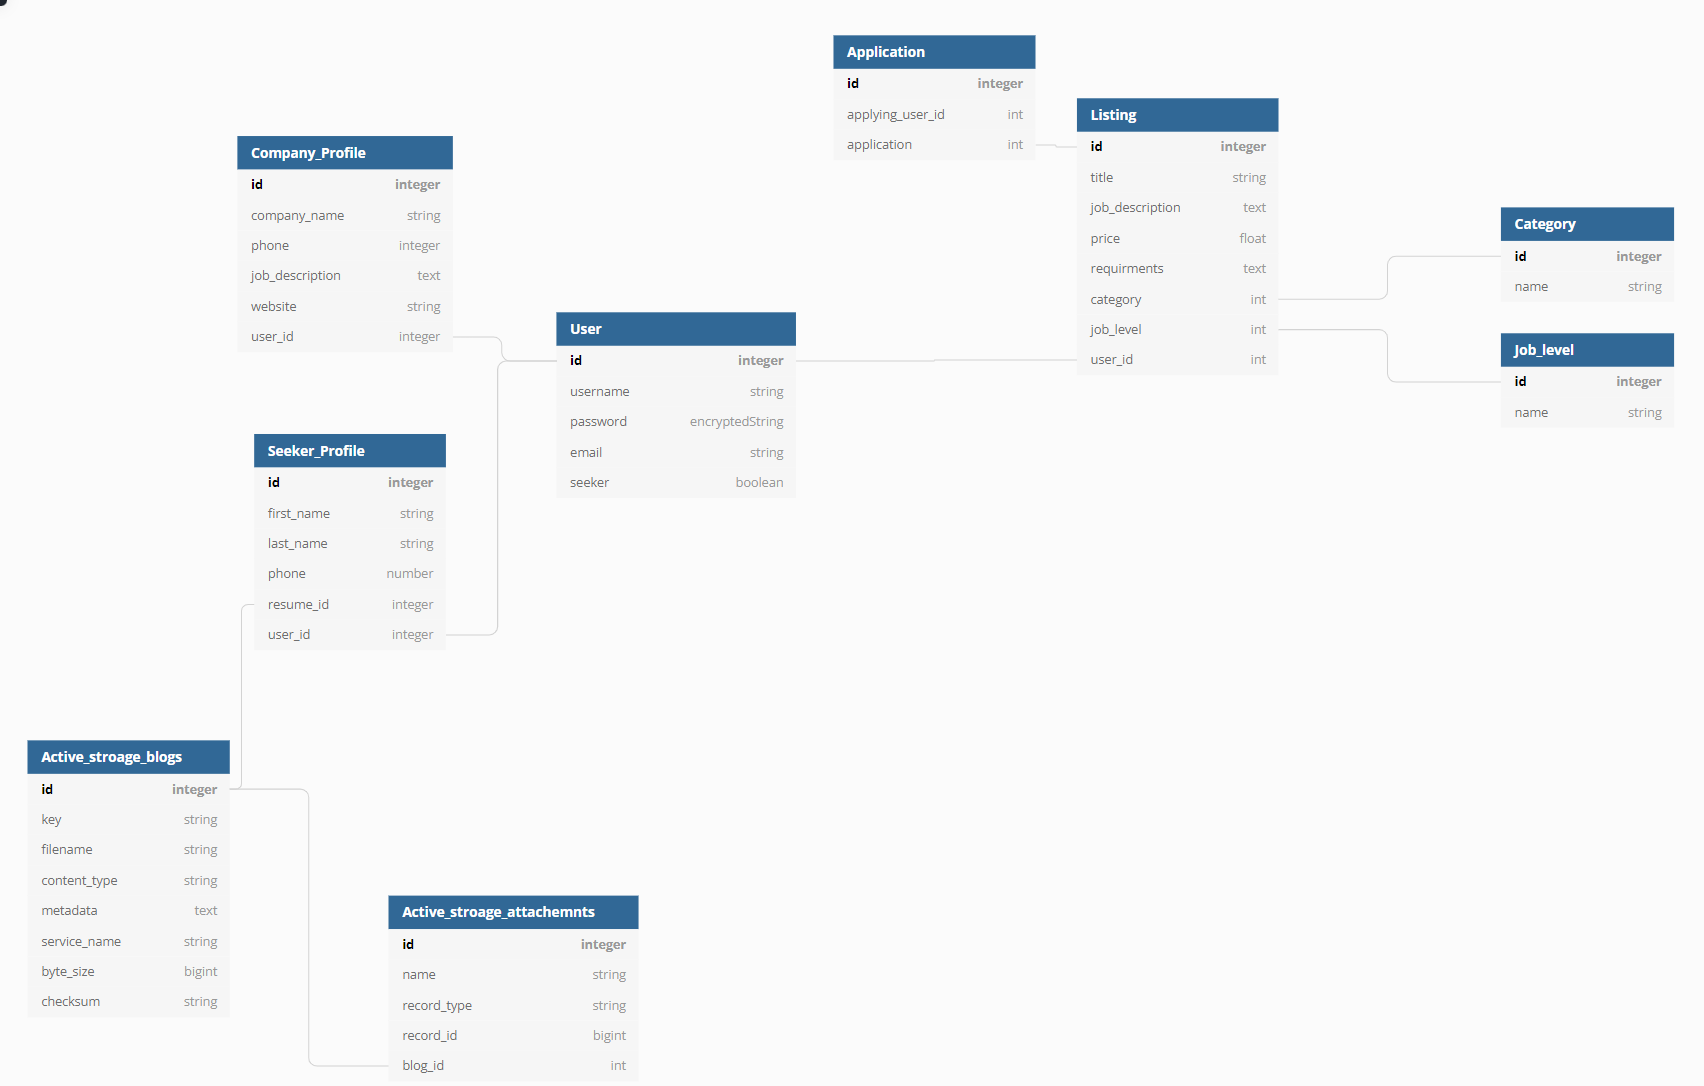 Application
id integer
applying_user_id int
application int
Listing
id integer
title string
job_description text
price float
requirments text
category int
job_level int
user_id int
Company_Profile
id integer
company_name string
phone integer
job_description text
website string
user_id integer
Category
id integer
name string
User
id integer
username string
password encryptedString
email string
seeker boolean
Job_level
id integer
name string
Seeker_Profile
id integer
first_name string
last_name string
phone number
resume_id integer
user_id integer
Active_stroage_blogs
id integer
key string
filename string
content_type string
metadata text
service_name string
byte_size bigint
checksum string
Active_stroage_attachemnts
id integer
name string
record_type string
record_id bigint
blog_id int